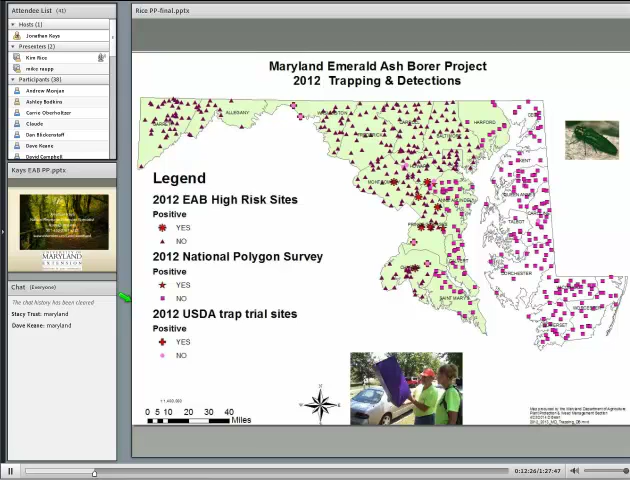 Attendee List (41)
Hosts (1)
Jonathan Kays
Presenters (2)
Kim Rice
mike raupp
Participants (38)
Andrew Monjan
Ashley Bodkins
Carrie Oberholtzer
Claude
Dan Blickenstaff
Dave Keane
David Campbell
Kays EAB PP.pptx
MARYLAND
EXTENSION
Chat (Everyone)
The chat history has been cleared
Stacy Trust: maryland
Dave Keane: maryland
Rice PP-final.pptx
Maryland Emerald Ash Borer Project
2012 Trapping & Detections
ALLEGANY
HARFORD
KENT
TALBOT
DORCHESTER
Legend
2012 EAB High Risk Sites
Positive
YES
NO
2012 National Polygon Survey
Positive
YES
NO
2012 USDA trap trial sites
Positive
YES
NO
0 5 10 20 30 40
Miles
0:12:26/1:27:47